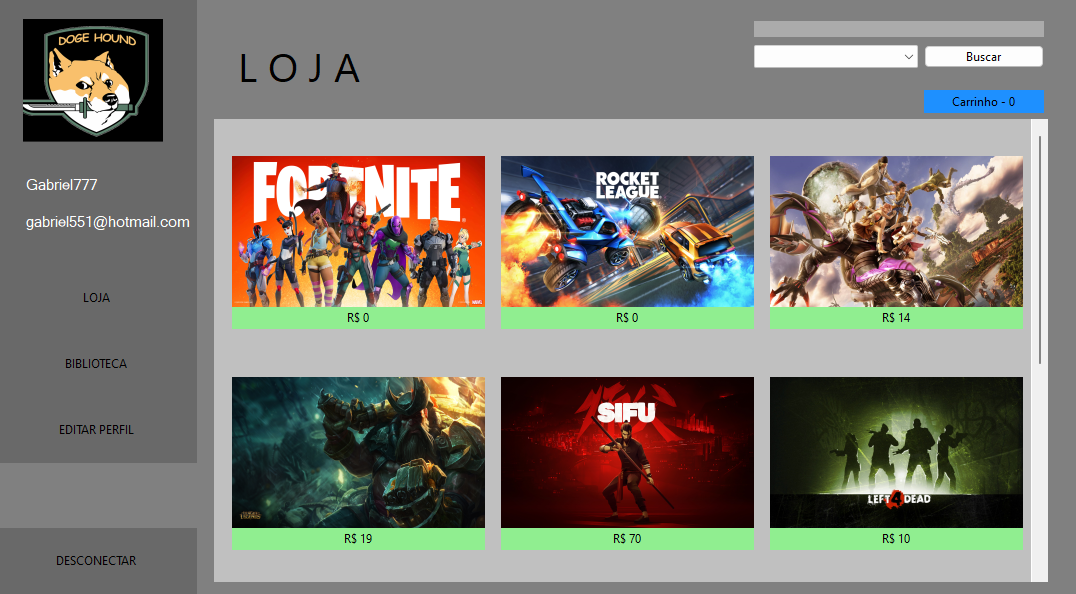 DOGE HOUND
Gabriel777
gabriel551@hotmail.com
LOJA
BIBLIOTECA
EDITAR PERFIL
DESCONECTAR
L O J A
Buscar
Carrinho - 0
FORTNITE
R$ 0
ROCKET
LEAGUE
R$ 0
R$ 14
R$ 19
SIFU
R$ 70
LEFT 4 DEAD
R$ 10